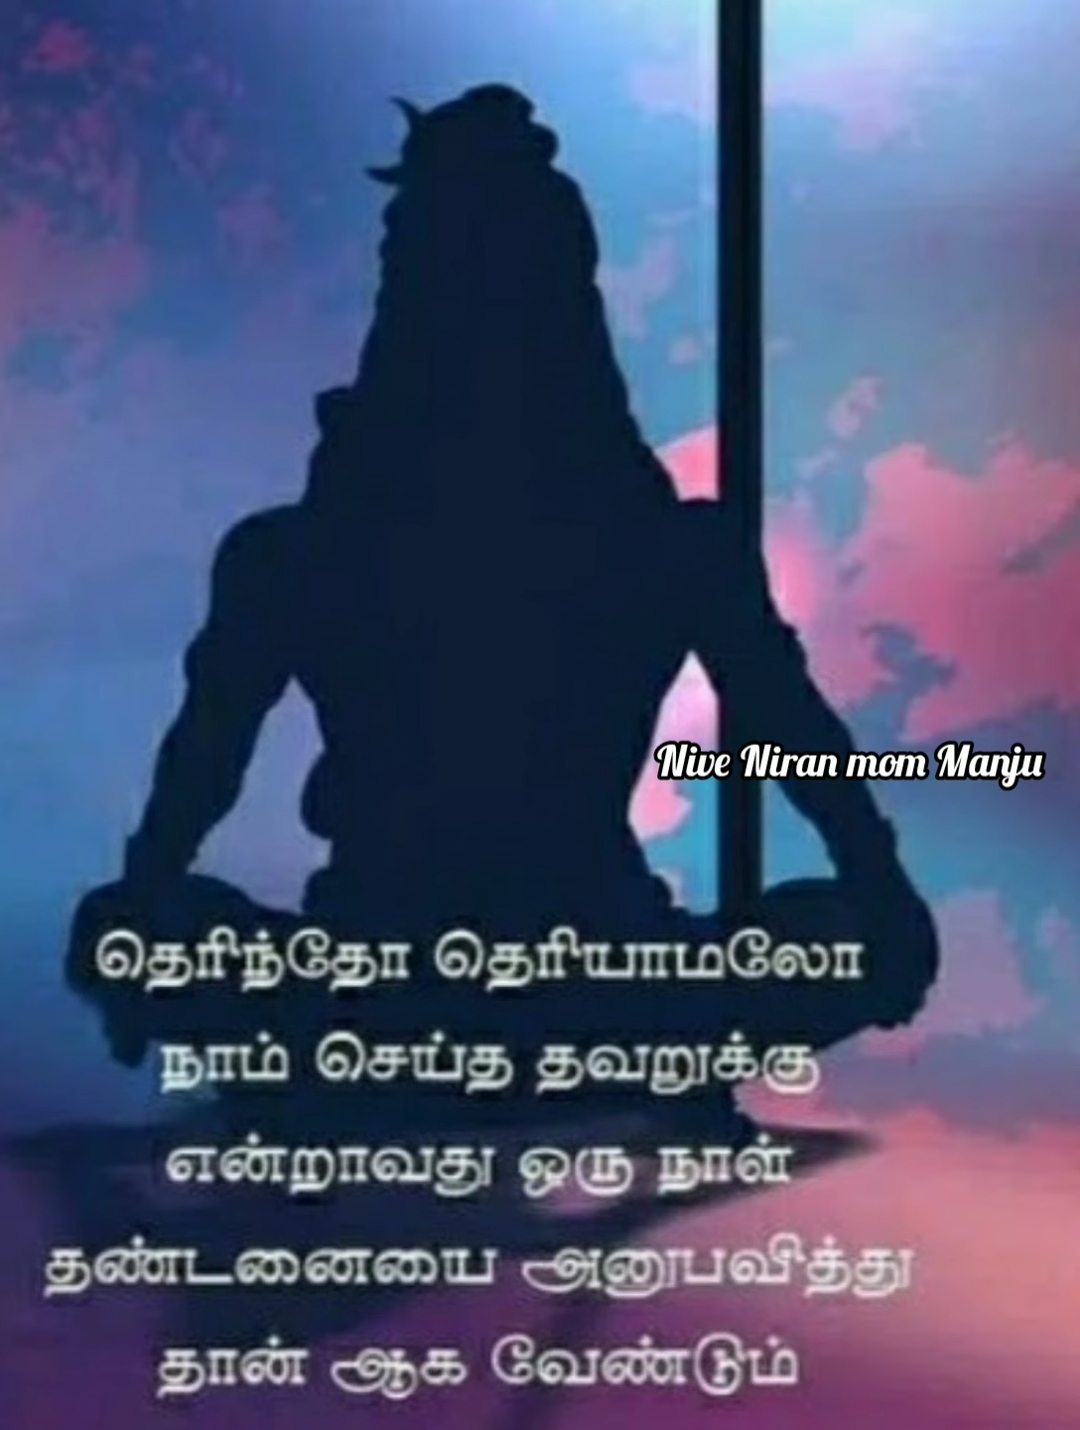 Nive Niran mom Manju
தெரிந்தோ தெரியாமலோ
நாம் செய்த தவறுக்கு
என்றாவது ஒரு நாள்
தண்டனையை அனுபவித்து
தான் ஆக வேண்டும்